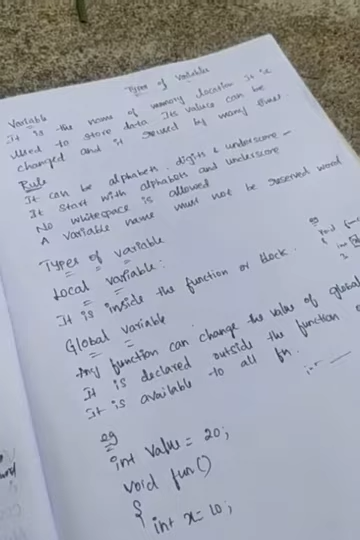 Types of Variables
Variable
It is the name of memory location. It is
used to store data Its values can be
changed and it reused by many times.
Rule
It can be alphabets, digits & underscore -
It start with alphabets and underscore
No whitespace is allowed
A variable name must not be reserved word
Types of variable
Local variable:
It is inside the function or block.
eg
Global variable
Any function can change the value of global
It is declared outside the function
It is available to all fn.
eg
int value = 20;
void fun()
{
int x = 10;